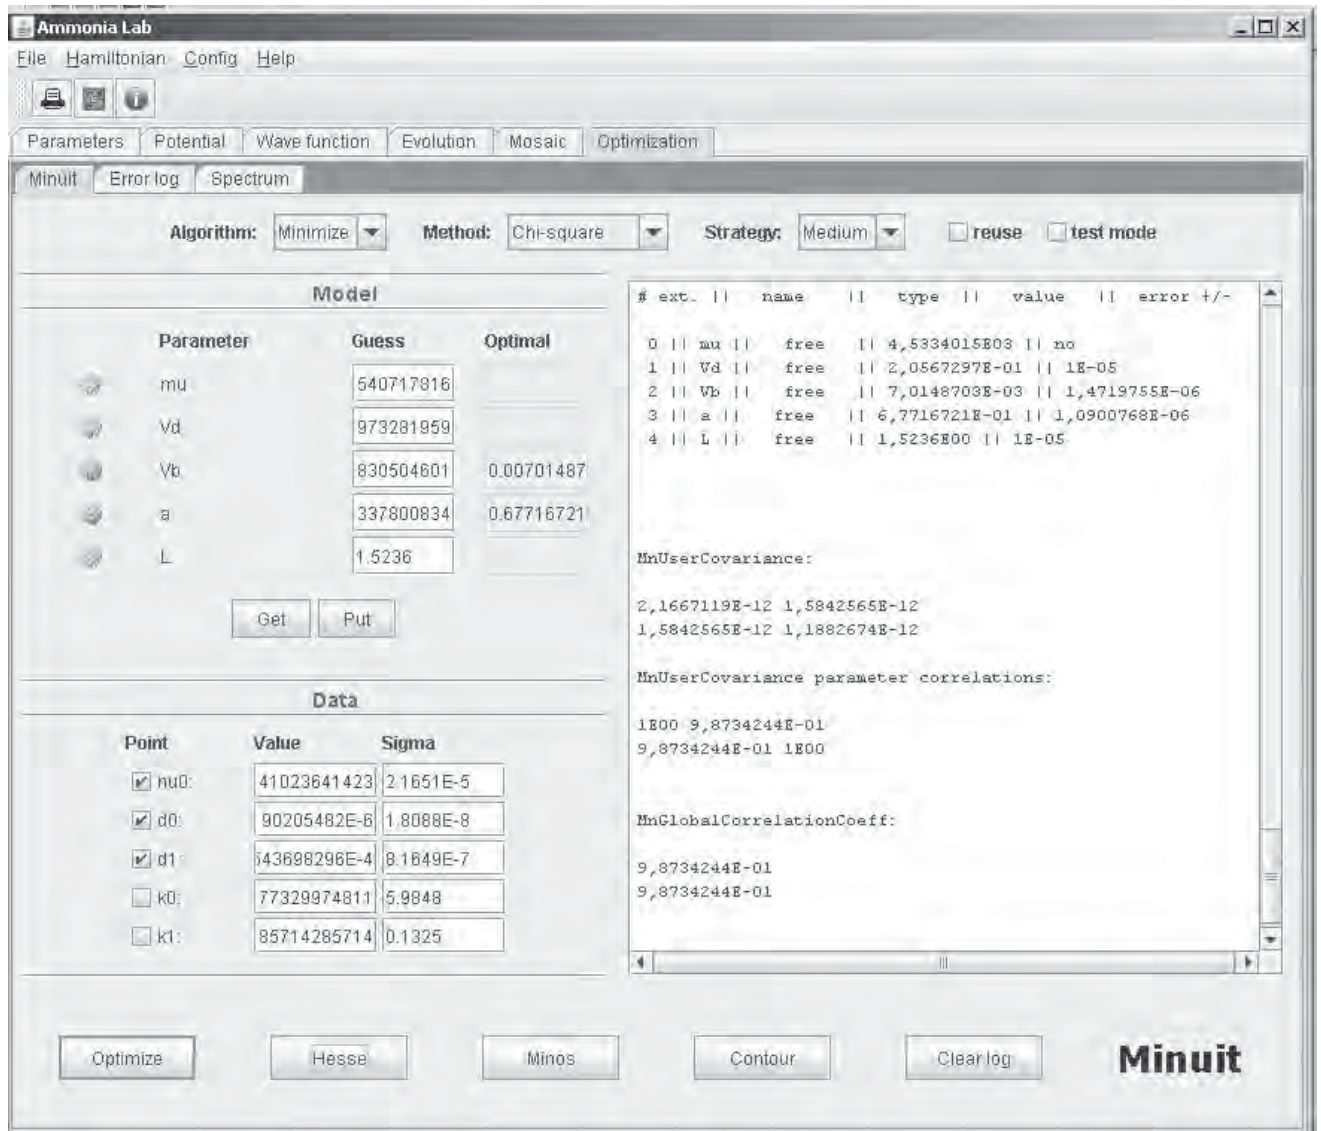 Ammonia Lab
File Hamiltonian Config Help
Parameters Potential Wave function Evolution Mosaic Optimization
Minuit Error log Spectrum
Algorithm: Minimize Method: Chi-square Strategy: Medium reuse test mode
Model
Parameter Guess Optimal
mu 540717816
Vd 973281959
Vb 830504601 0.00701487
a 337800834 0.67716721
L 1.5236
Get Put
Data
Point Value Sigma
nu0: 41023641423 2.1651E-5
d0: 90205482E-6 1.8088E-8
d1: 543698296E-4 8.1649E-7
k0: 77329974811 5.9848
k1: 85714285714 0.1325
# ext. || name || type || value || error +/-
0 || mu || free || 4,5334015E03 || no
1 || Vd || free || 2,0567297E-01 || 1E-05
2 || Vb || free || 7,0148703E-03 || 1,4719755E-06
3 || a || free || 6,7716721E-01 || 1,0900768E-06
4 || L || free || 1,5236E00 || 1E-05
MnUserCovariance:
2,1667119E-12 1,5842565E-12
1,5842565E-12 1,1882674E-12
MnUserCovariance parameter correlations:
1E00 9,8734244E-01
9,8734244E-01 1E00
MnGlobalCorrelationCoeff:
9,8734244E-01
9,8734244E-01
Optimize Hesse Minos Contour Clear log Minuit